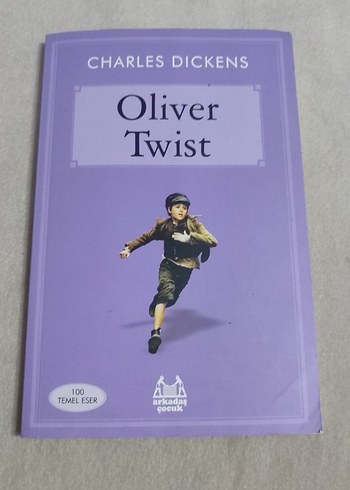 CHARLES DICKENS
Oliver
Twist
100
TEMEL ESER
arkadaş
çocuk